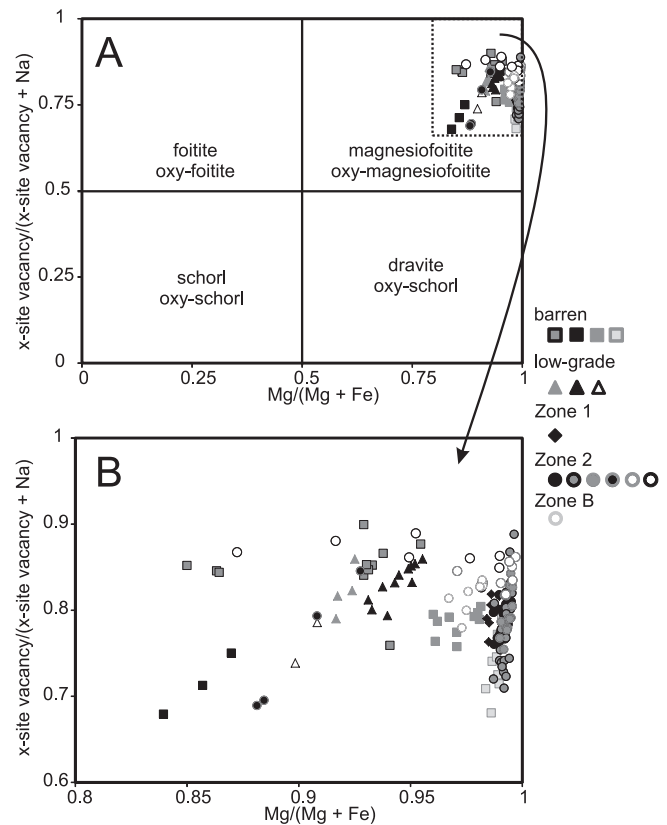 A
x-site vacancy/(x-site vacancy + Na)
1
0.75
0.5
0.25
0
foitite
oxy-foitite
magnesiofoitite
oxy-magnesiofoitite
schorl
oxy-schorl
dravite
oxy-schorl
0
0.25
0.5
0.75
1
Mg/(Mg + Fe)
barren
low-grade
Zone 1
Zone 2
Zone B
B
x-site vacancy/(x-site vacancy + Na)
1
0.9
0.8
0.7
0.6
0.8
0.85
0.9
0.95
1
Mg/(Mg + Fe)